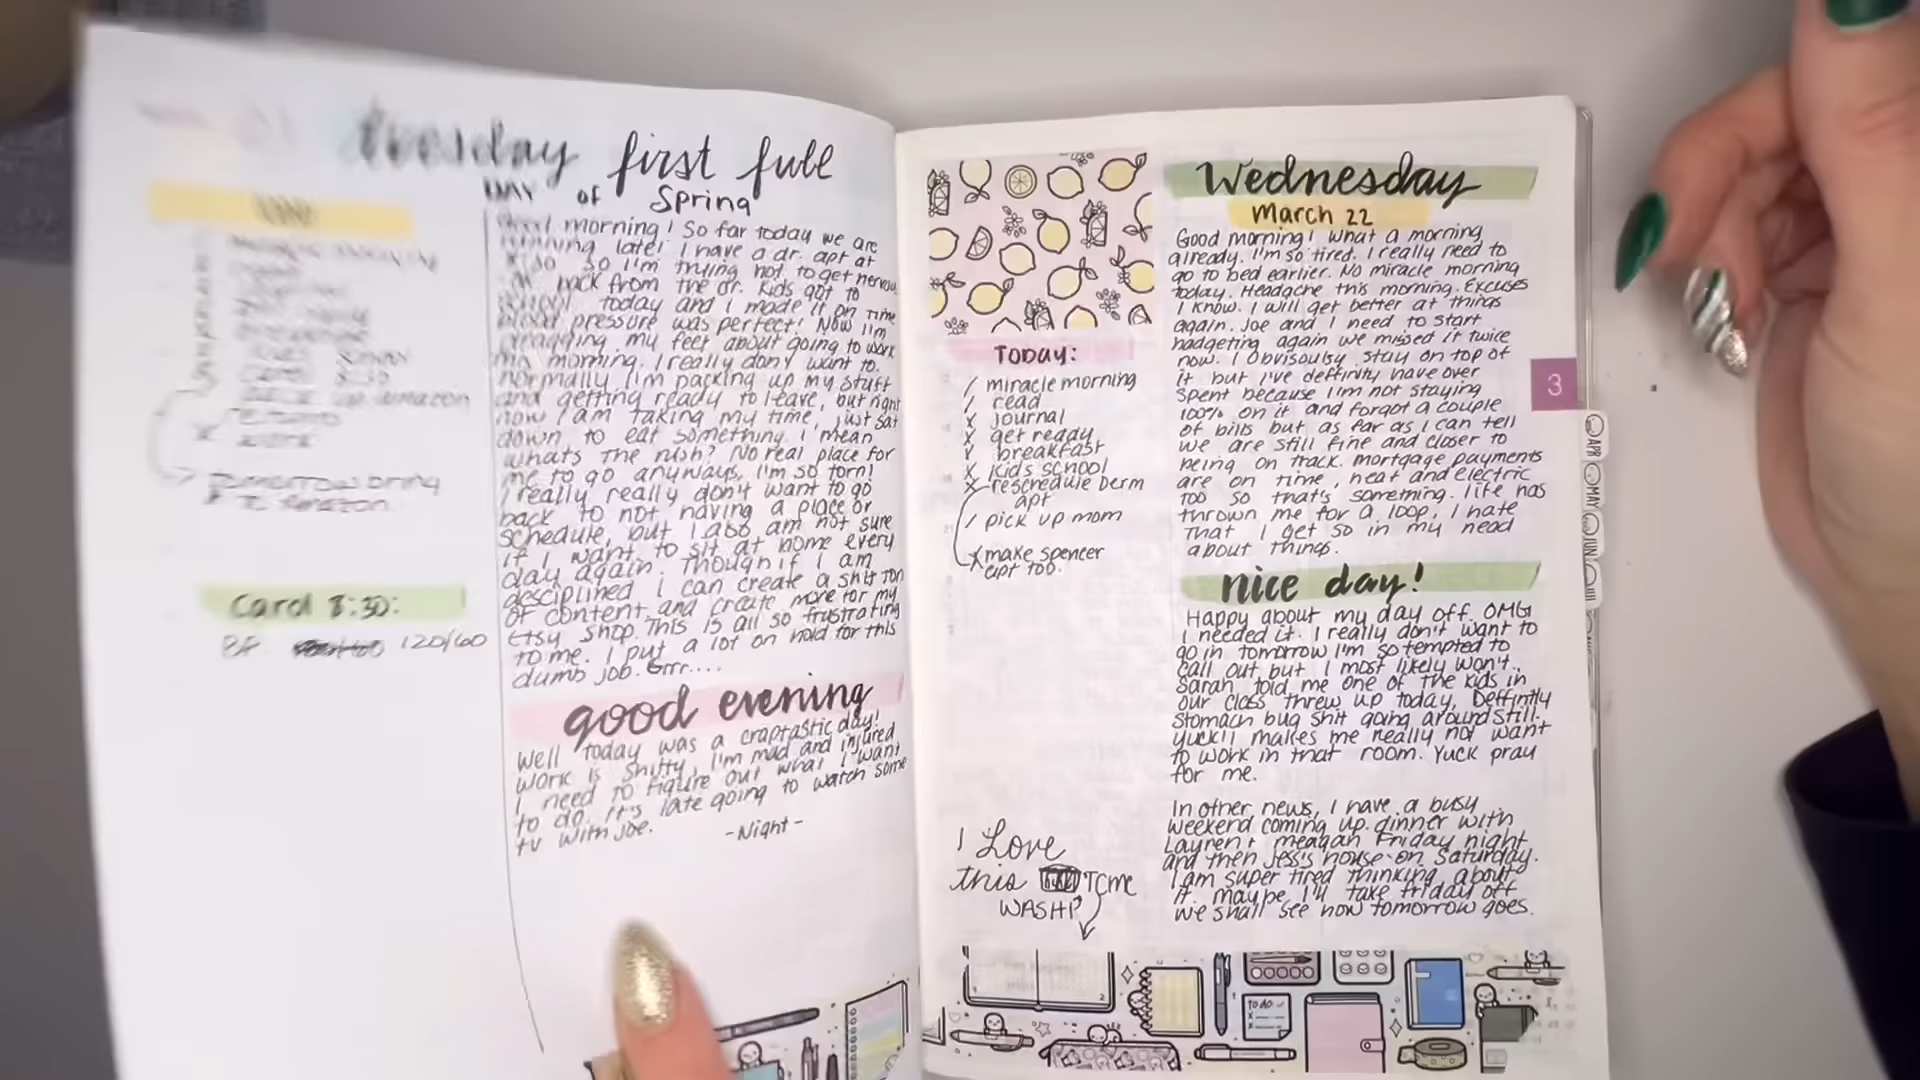 tuesday first full
DAY of Spring
Good morning! So far today we are
running late! I have a dr. apt at
so I'm trying not to get nervous
back from the dr. kids got to
school today and I made it on time
blood pressure was perfect! Now I'm
dragging my feet about going to work
this morning. I really don't want to.
normally I'm packing up my stuff
and getting ready to leave, but right
now I am taking my time, just sat
down to eat something. I mean
whats the rush? No real place for
me to go anyways. I'm so torn!
I really really don't want to go
back to not having a place or
schedule, but I also am not sure
if I want to sit at home every
day again. Though if I am
desciplined I can create a shit ton
of content and create more for my
Etsy shop. This is all so frustrating
to me. I put a lot on hold for this
dumb job. Grrr....
work
tomorrow bring
to Amazon
Carol 8:30:
BP 120/60
good evening
Well today was a craptastic day!
work is shitty, I'm mad and injured
I need to figure out what I want
to do. It's late going to watch some
tv with Joe.
-Night-
Wednesday
March 22
Good morning! What a morning
already. I'm so tired. I really need to
go to bed earlier. No miracle morning
today. Headache this morning. Excuses
I know. I will get better at things
again. Joe and I need to start
badgeting again we missed it twice
now. I obvisoulsy stay on top of
it but I've deffinity have over
spent because I'm not staying
100% on it and forgot a couple
of bills but as far as I can tell
we are still fine and closer to
being on track. Mortgage payments
are on time, heat and electric
too so that's something. life has
thrown me for a loop. I hate
that I get so in my head
about things.
Today:
/ miracle morning
/ read
x journal
x get ready
x breakfast
x kids school
x reschedule Derm
apt
/ pick up mom
x make spencer
apt too.
nice day!
Happy about my day off. OMG
I needed it. I really don't want to
go in tomorrow I'm so tempted to
call out but I most likely won't.
Sarah told me one of the kids in
our class threw up today. Deffintly
stomach bug shit going around still.
yuck!! makes me really not want
to work in that room. Yuck pray
for me.
In other news, I have a busy
weekend coming up. dinner with
Lauren + meagan Friday night
and then Jess's house on Saturday.
I am super tired thinking about
it. maybe I'll take friday off
we shall see how tomorrow goes.
I Love
this TCMC
WASHI
3
APR
MAY
JUN
TO DO